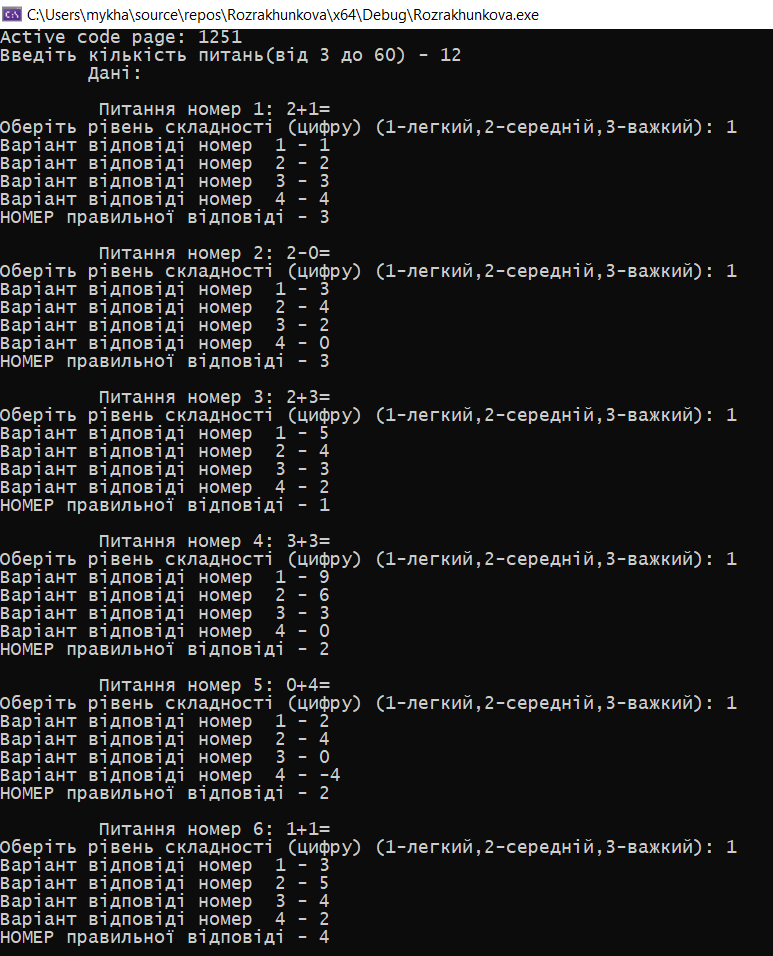 C:\Users\mykha\source\repos\Rozrakhunkova\x64\Debug\Rozrakhunkova.exe
Active code page: 1251
Введіть кількість питань(від 3 до 60) - 12
Дані:
Питання номер 1: 2+1=
Оберіть рівень складності (цифру) (1-легкий,2-середній,3-важкий): 1
Варіант відповіді номер  1 - 1
Варіант відповіді номер  2 - 2
Варіант відповіді номер  3 - 3
Варіант відповіді номер  4 - 4
НОМЕР правильної відповіді - 3
Питання номер 2: 2-0=
Оберіть рівень складності (цифру) (1-легкий,2-середній,3-важкий): 1
Варіант відповіді номер  1 - 3
Варіант відповіді номер  2 - 4
Варіант відповіді номер  3 - 2
Варіант відповіді номер  4 - 0
НОМЕР правильної відповіді - 3
Питання номер 3: 2+3=
Оберіть рівень складності (цифру) (1-легкий,2-середній,3-важкий): 1
Варіант відповіді номер  1 - 5
Варіант відповіді номер  2 - 4
Варіант відповіді номер  3 - 3
Варіант відповіді номер  4 - 2
НОМЕР правильної відповіді - 1
Питання номер 4: 3+3=
Оберіть рівень складності (цифру) (1-легкий,2-середній,3-важкий): 1
Варіант відповіді номер  1 - 9
Варіант відповіді номер  2 - 6
Варіант відповіді номер  3 - 3
Варіант відповіді номер  4 - 0
НОМЕР правильної відповіді - 2
Питання номер 5: 0+4=
Оберіть рівень складності (цифру) (1-легкий,2-середній,3-важкий): 1
Варіант відповіді номер  1 - 2
Варіант відповіді номер  2 - 4
Варіант відповіді номер  3 - 0
Варіант відповіді номер  4 - -4
НОМЕР правильної відповіді - 2
Питання номер 6: 1+1=
Оберіть рівень складності (цифру) (1-легкий,2-середній,3-важкий): 1
Варіант відповіді номер  1 - 3
Варіант відповіді номер  2 - 5
Варіант відповіді номер  3 - 4
Варіант відповіді номер  4 - 2
НОМЕР правильної відповіді - 4